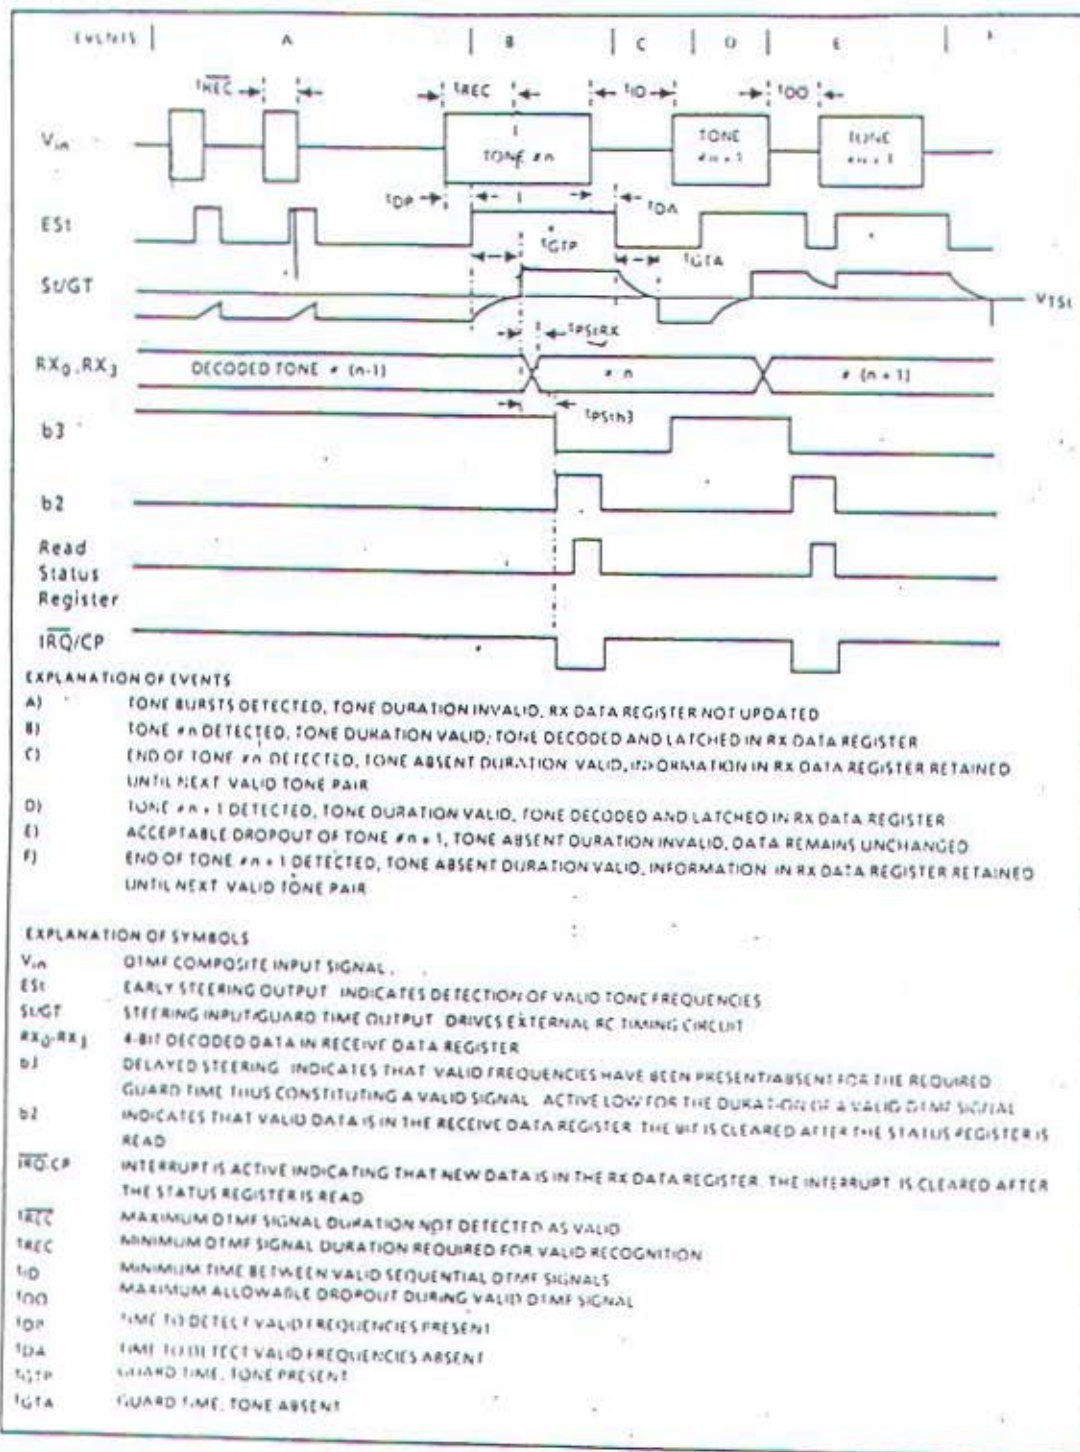 EVENTS A B C D E F
tREC tREC tID tDO
Vin TONE #n TONE #n + 1 TONE #n + 1
tDP tDA
ESt
tGTP tGTA
St/GT VTSt
tPStRX
RX0-RX3 DECODED TONE # (n-1) # n # (n + 1)
tPStb3
b3
b2
Read
Status
Register
IRQ/CP
EXPLANATION OF EVENTS
A) TONE BURSTS DETECTED, TONE DURATION INVALID, RX DATA REGISTER NOT UPDATED
B) TONE #n DETECTED, TONE DURATION VALID, TONE DECODED AND LATCHED IN RX DATA REGISTER
C) END OF TONE #n DETECTED, TONE ABSENT DURATION VALID, INFORMATION IN RX DATA REGISTER RETAINED
UNTIL NEXT VALID TONE PAIR
D) TONE #n + 1 DETECTED, TONE DURATION VALID, TONE DECODED AND LATCHED IN RX DATA REGISTER
E) ACCEPTABLE DROPOUT OF TONE #n + 1, TONE ABSENT DURATION INVALID, DATA REMAINS UNCHANGED
F) END OF TONE #n + 1 DETECTED, TONE ABSENT DURATION VALID, INFORMATION IN RX DATA REGISTER RETAINED
UNTIL NEXT VALID TONE PAIR
EXPLANATION OF SYMBOLS
Vin DTMF COMPOSITE INPUT SIGNAL.
ESt EARLY STEERING OUTPUT INDICATES DETECTION OF VALID TONE FREQUENCIES
St/GT STEERING INPUT/GUARD TIME OUTPUT DRIVES EXTERNAL RC TIMING CIRCUIT
RX0-RX3 4-BIT DECODED DATA IN RECEIVE DATA REGISTER
b3 DELAYED STEERING INDICATES THAT VALID FREQUENCIES HAVE BEEN PRESENT/ABSENT FOR THE REQUIRED
GUARD TIME THUS CONSTITUTING A VALID SIGNAL ACTIVE LOW FOR THE DURATION OF A VALID DTMF SIGNAL
b2 INDICATES THAT VALID DATA IS IN THE RECEIVE DATA REGISTER THE BIT IS CLEARED AFTER THE STATUS REGISTER IS
READ
IRQ/CP INTERRUPT IS ACTIVE INDICATING THAT NEW DATA IS IN THE RX DATA REGISTER. THE INTERRUPT IS CLEARED AFTER
THE STATUS REGISTER IS READ
tREC MAXIMUM DTMF SIGNAL DURATION NOT DETECTED AS VALID
tREC MINIMUM DTMF SIGNAL DURATION REQUIRED FOR VALID RECOGNITION
tID MINIMUM TIME BETWEEN VALID SEQUENTIAL DTMF SIGNALS
tDO MAXIMUM ALLOWABLE DROPOUT DURING VALID DTMF SIGNAL
tDP TIME TO DETECT VALID FREQUENCIES PRESENT
tDA TIME TO DETECT VALID FREQUENCIES ABSENT
tGTP GUARD TIME, TONE PRESENT
tGTA GUARD TIME, TONE ABSENT